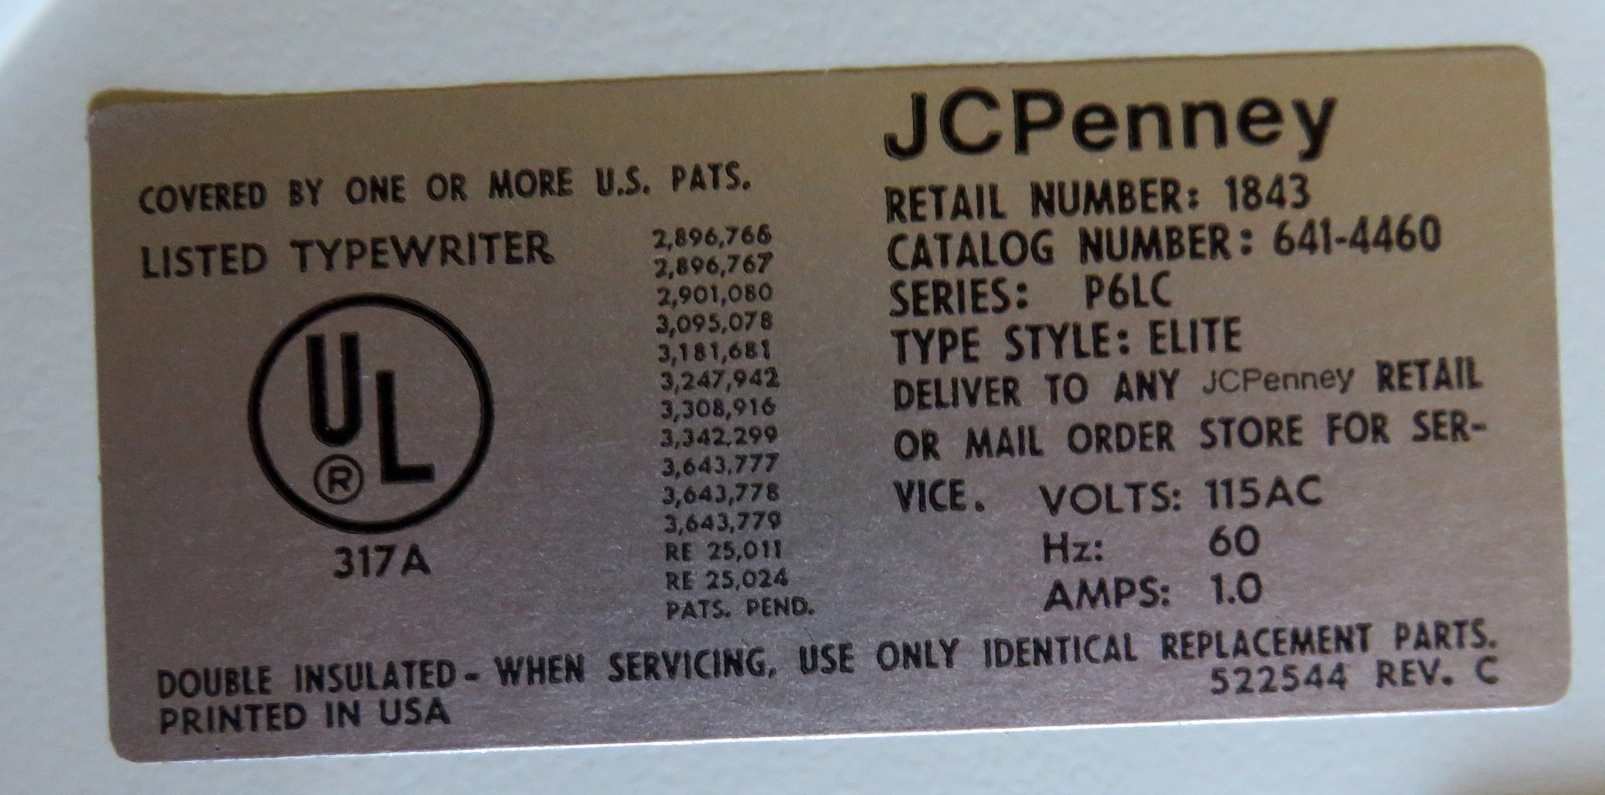 COVERED BY ONE OR MORE U.S. PATS.
LISTED TYPEWRITER
UL
®
317A
2,896,766
2,896,767
2,901,080
3,095,078
3,181,681
3,247,942
3,308,916
3,342,299
3,643,777
3,643,778
3,643,779
RE 25,011
RE 25,024
PATS. PEND.
JCPenney
RETAIL NUMBER: 1843
CATALOG NUMBER: 641-4460
SERIES: P6LC
TYPE STYLE: ELITE
DELIVER TO ANY JCPenney RETAIL
OR MAIL ORDER STORE FOR SER-
VICE. VOLTS: 115AC
Hz: 60
AMPS: 1.0
DOUBLE INSULATED - WHEN SERVICING, USE ONLY IDENTICAL REPLACEMENT PARTS.
PRINTED IN USA
522544 REV. C